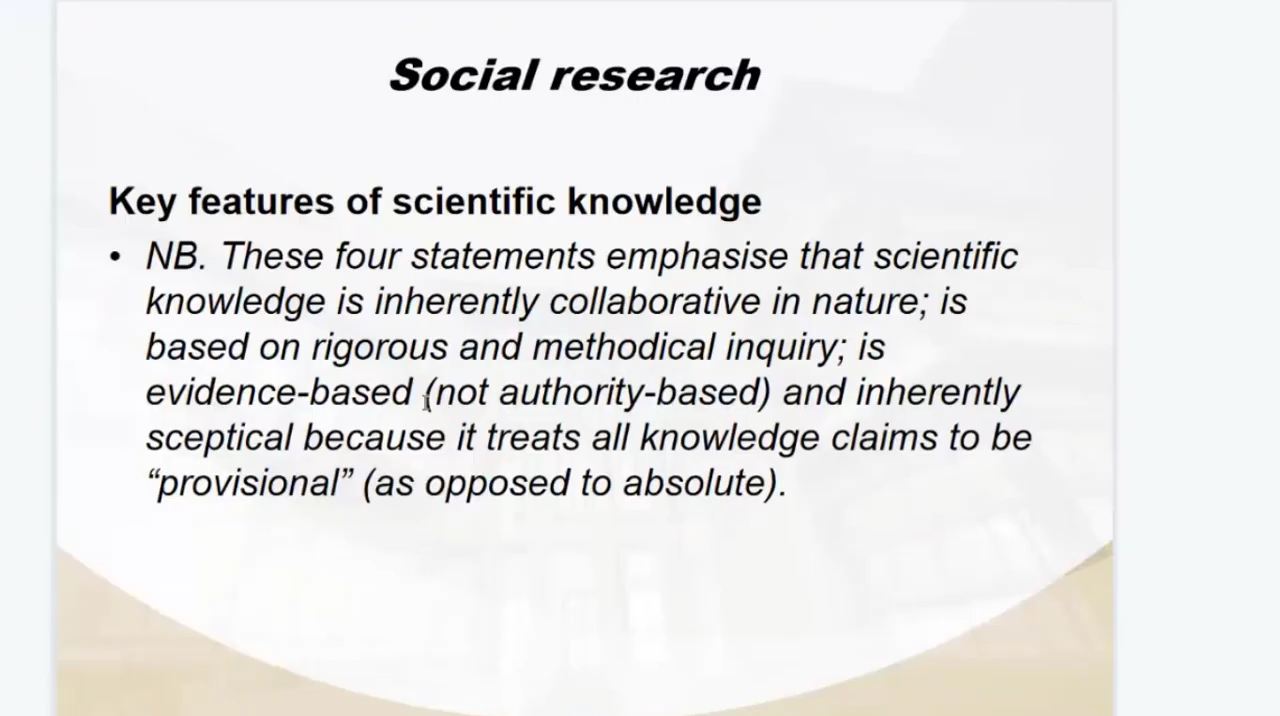 Social research
Key features of scientific knowledge
• NB. These four statements emphasise that scientific
knowledge is inherently collaborative in nature; is
based on rigorous and methodical inquiry; is
evidence-based (not authority-based) and inherently
sceptical because it treats all knowledge claims to be
“provisional” (as opposed to absolute).